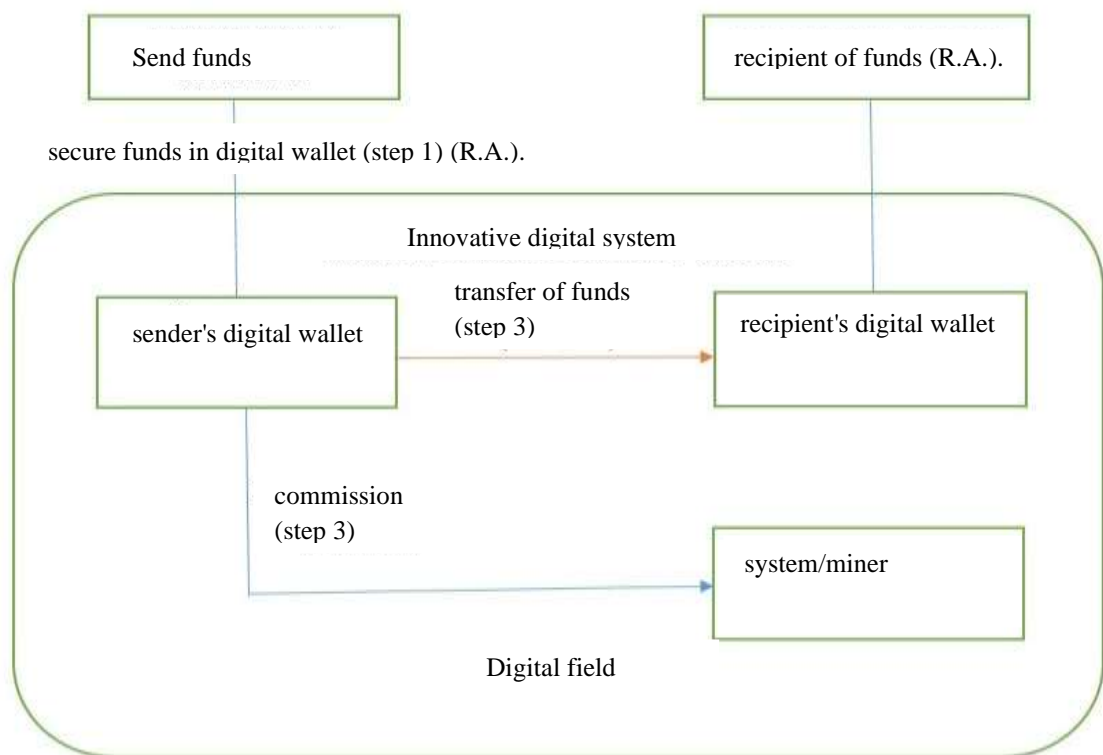 Send funds
recipient of funds (R.A.).
secure funds in digital wallet (step 1) (R.A.).
Innovative digital system
transfer of funds
(step 3)
sender's digital wallet
recipient's digital wallet
commission
(step 3)
system/miner
Digital field